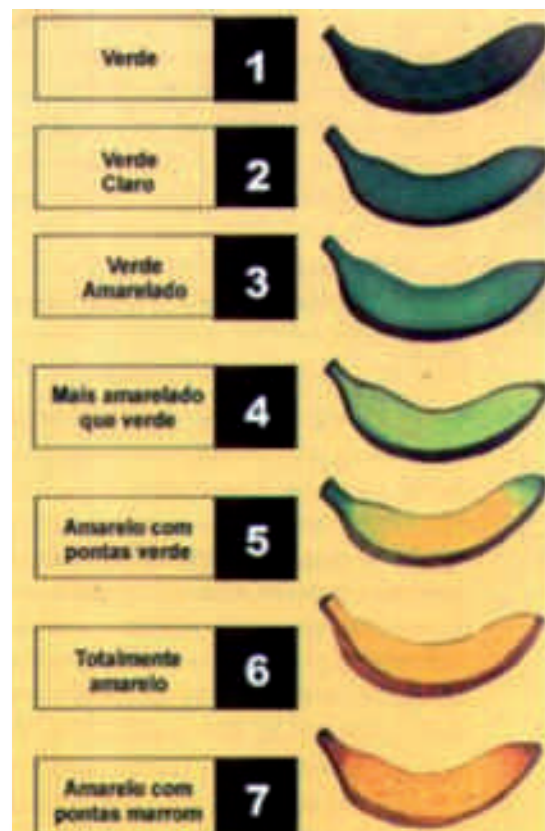 Verde
1
Verde
Claro
2
Verde
Amarelado
3
Mais amarelado
que verde
4
Amarelo com
pontas verde
5
Totalmente
amarelo
6
Amarelo com
pontas marrom
7